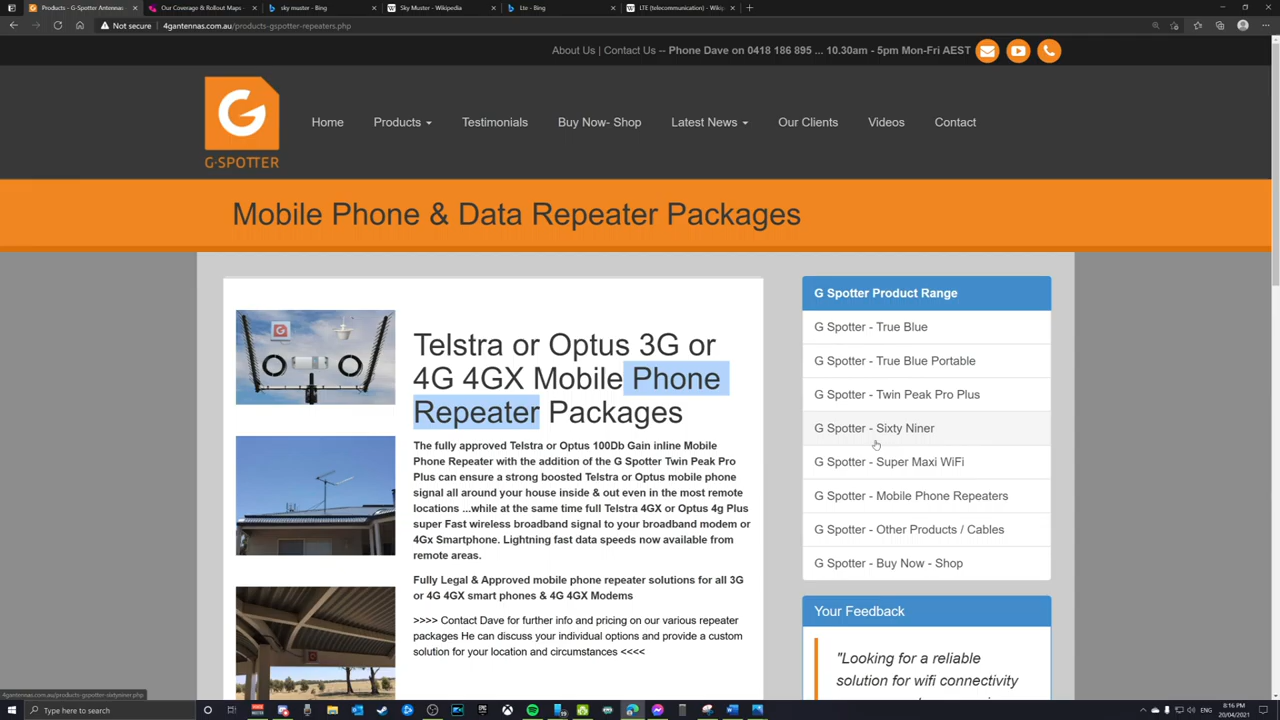 Products - G-Spotter Antennas
Our Coverage & Rollout Maps -
sky muster - Bing
Sky Muster - Wikipedia
Lte - Bing
LTE (telecommunication) - Wikipe
Not secure | 4gantennas.com.au/products-gspotter-repeaters.php
About Us | Contact Us -- Phone Dave on 0418 186 895 ... 10.30am - 5pm Mon-Fri AEST
G-SPOTTER
Home
Products
Testimonials
Buy Now- Shop
Latest News
Our Clients
Videos
Contact
Mobile Phone & Data Repeater Packages
Telstra or Optus 3G or
4G 4GX Mobile Phone
Repeater Packages
The fully approved Telstra or Optus 100Db Gain inline Mobile
Phone Repeater with the addition of the G Spotter Twin Peak Pro
Plus can ensure a strong boosted Telstra or Optus mobile phone
signal all around your house inside & out even in the most remote
locations ...while at the same time full Telstra 4GX or Optus 4g Plus
super Fast wireless broadband signal to your broadband modem or
4Gx Smartphone. Lightning fast data speeds now available from
remote areas.
Fully Legal & Approved mobile phone repeater solutions for all 3G
or 4G 4GX smart phones & 4G 4GX Modems
>>>> Contact Dave for further info and pricing on our various repeater
packages He can discuss your individual options and provide a custom
solution for your location and circumstances <<<<
G Spotter Product Range
G Spotter - True Blue
G Spotter - True Blue Portable
G Spotter - Twin Peak Pro Plus
G Spotter - Sixty Niner
G Spotter - Super Maxi WiFi
G Spotter - Mobile Phone Repeaters
G Spotter - Other Products / Cables
G Spotter - Buy Now - Shop
Your Feedback
"Looking for a reliable
solution for wifi connectivity
4gantennas.com.au/products-gspotter-sixtyniner.php
Type here to search
8:16 PM
20/04/2021